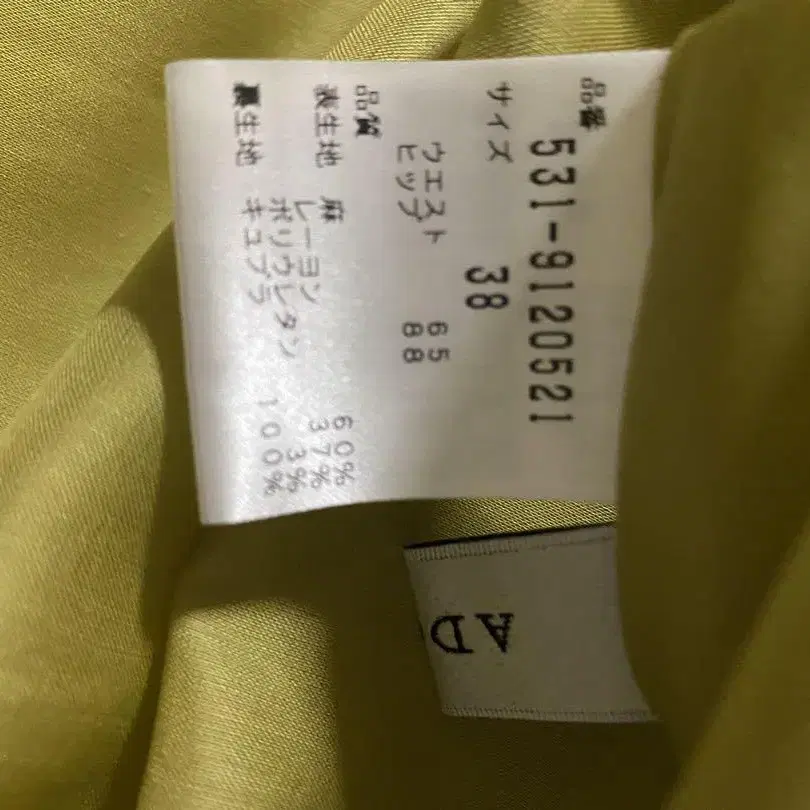 品番 531-9120521
サイズ 38
ウエスト 65
ヒップ 88
品質
表生地 麻 60%
レーヨン 37%
ポリウレタン 3%
裏生地 キュプラ 100%
AD